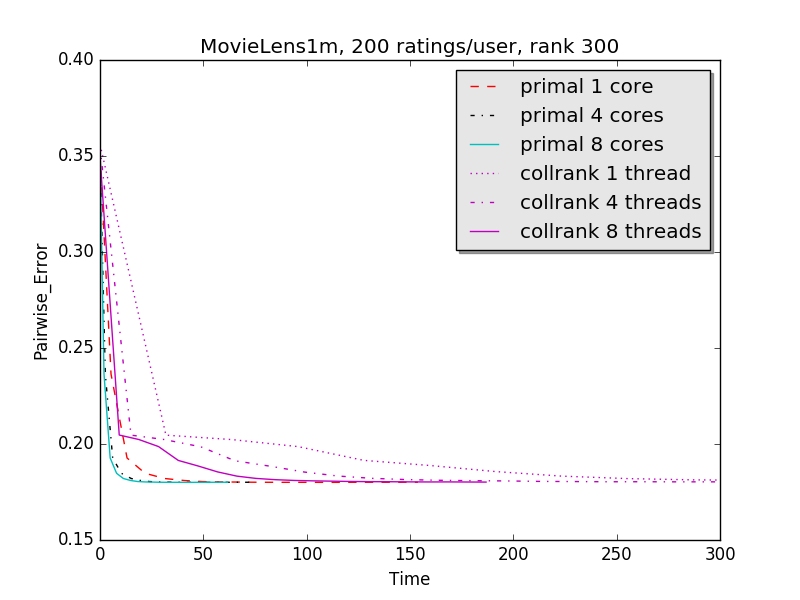 MovieLens1m, 200 ratings/user, rank 300
0.40
0.35
0.30
0.25
0.20
0.15
Pairwise_Error
primal 1 core
primal 4 cores
primal 8 cores
collrank 1 thread
collrank 4 threads
collrank 8 threads
0 50 100 150 200 250 300
Time